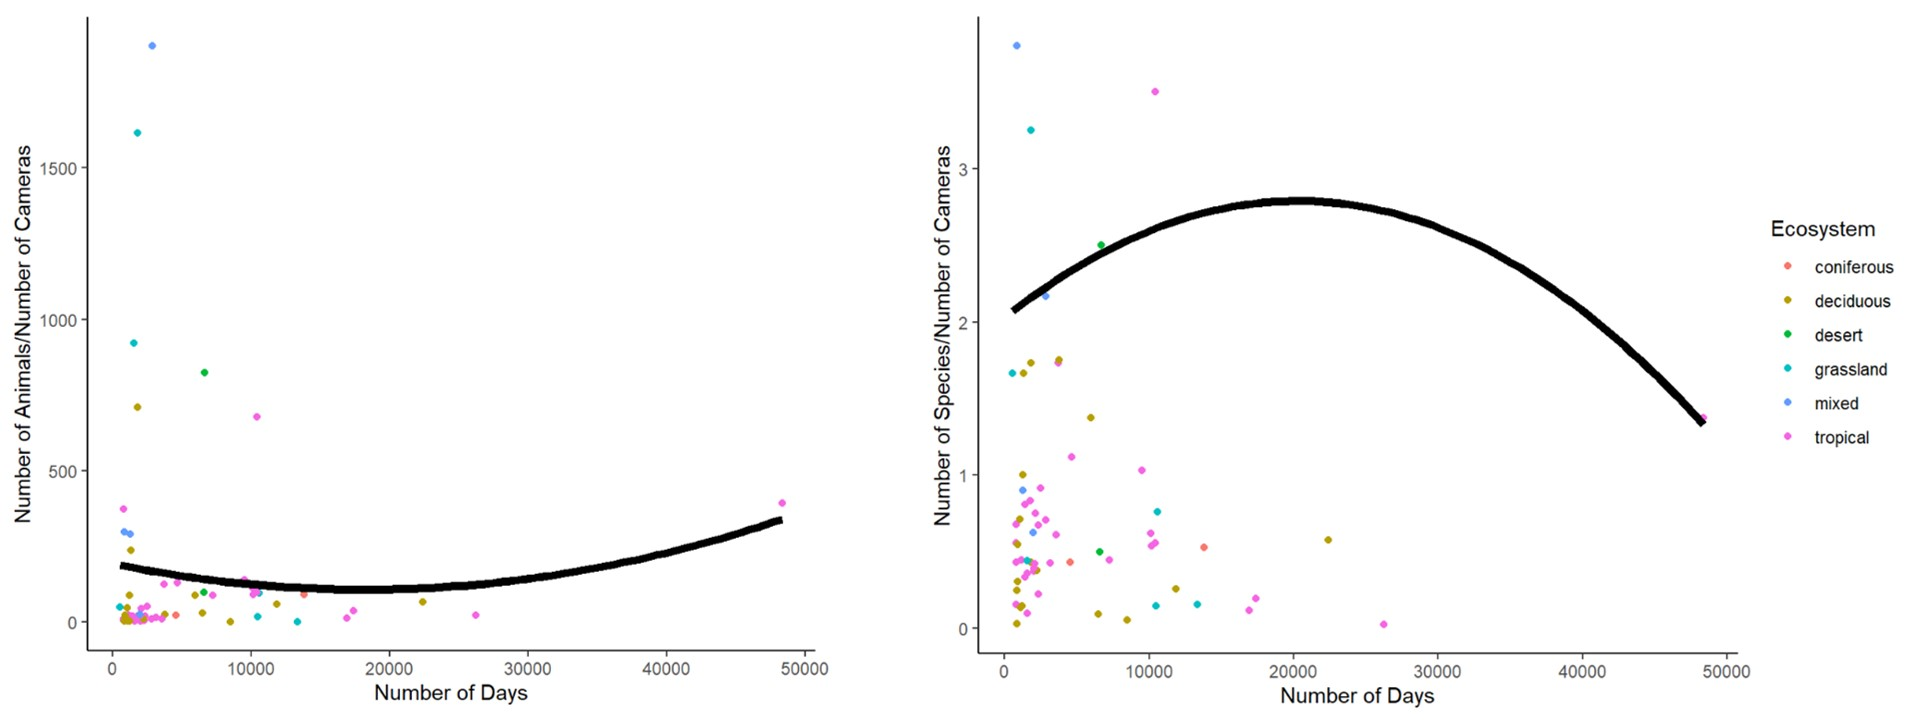 Number of Animals/Number of Cameras
1500
1000
500
0
0 10000 20000 30000 40000 50000
Number of Days
Number of Species/Number of Cameras
3
2
1
0
0 10000 20000 30000 40000 50000
Number of Days
Ecosystem
coniferous
deciduous
desert
grassland
mixed
tropical